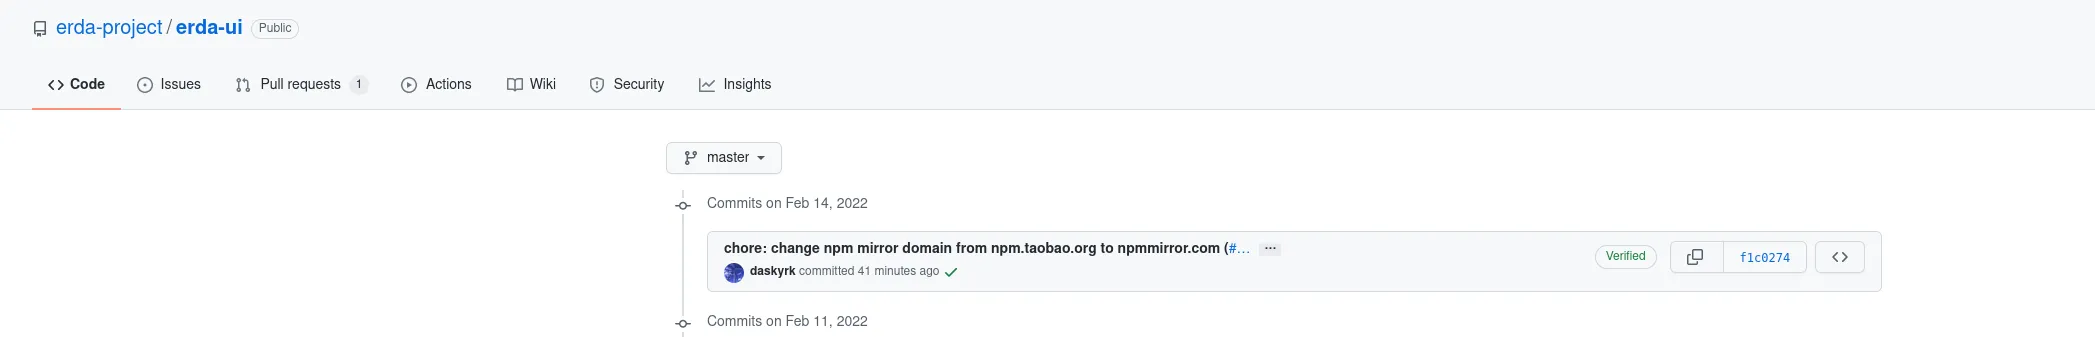 erda-project / erda-ui Public
Code Issues Pull requests 1 Actions Wiki Security Insights
master
Commits on Feb 14, 2022
chore: change npm mirror domain from npm.taobao.org to npmmirror.com (#… ...
daskyrk committed 41 minutes ago
Verified
f1c0274
Commits on Feb 11, 2022